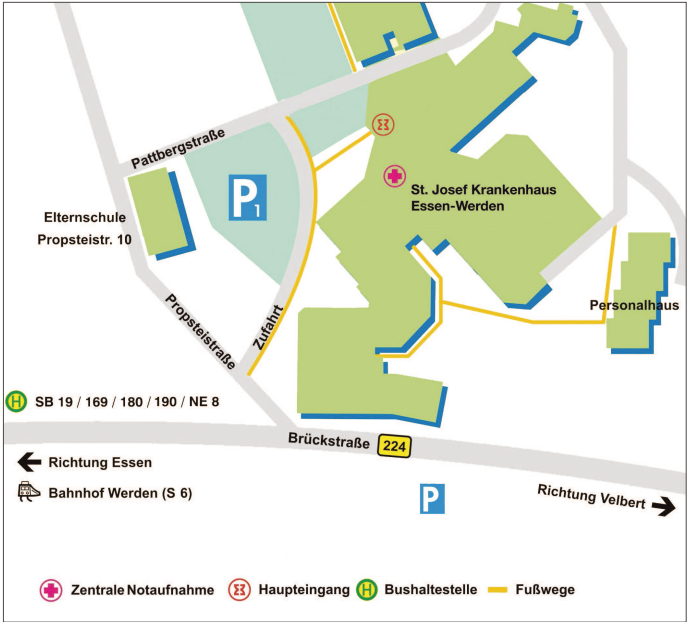 Pattbergstraße
P1
St. Josef Krankenhaus
Essen-Werden
Elternschule
Propsteistr. 10
Personalhaus
Propsteistraße
Zufahrt
H SB 19 / 169 / 180 / 190 / NE 8
Brückstraße 224
Richtung Essen
Bahnhof Werden (S 6)
P
Richtung Velbert
Zentrale Notaufnahme
Haupteingang
H Bushaltestelle
Fußwege